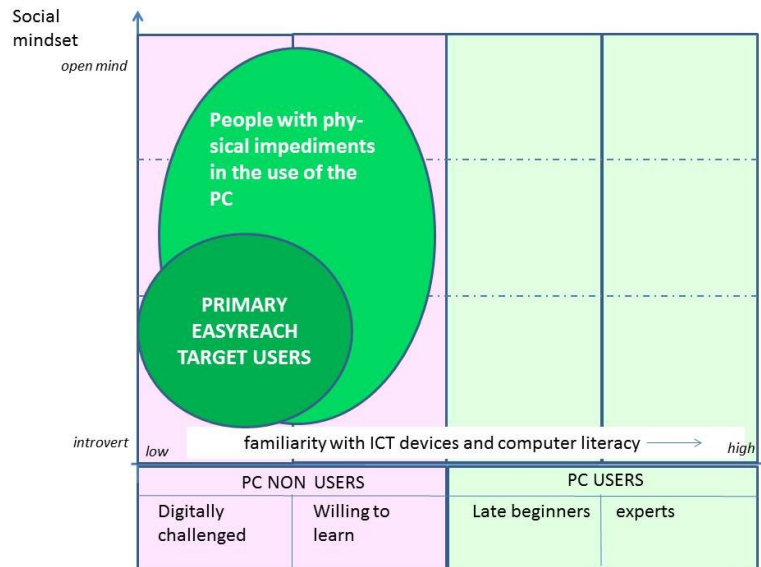 Social
mindset
open mind
People with phy-
sical impediments
in the use of the
PC
PRIMARY
EASYREACH
TARGET USERS
introvert
low
familiarity with ICT devices and computer literacy
high
PC NON USERS
PC USERS
Digitally
challenged
Willing to
learn
Late beginners
experts